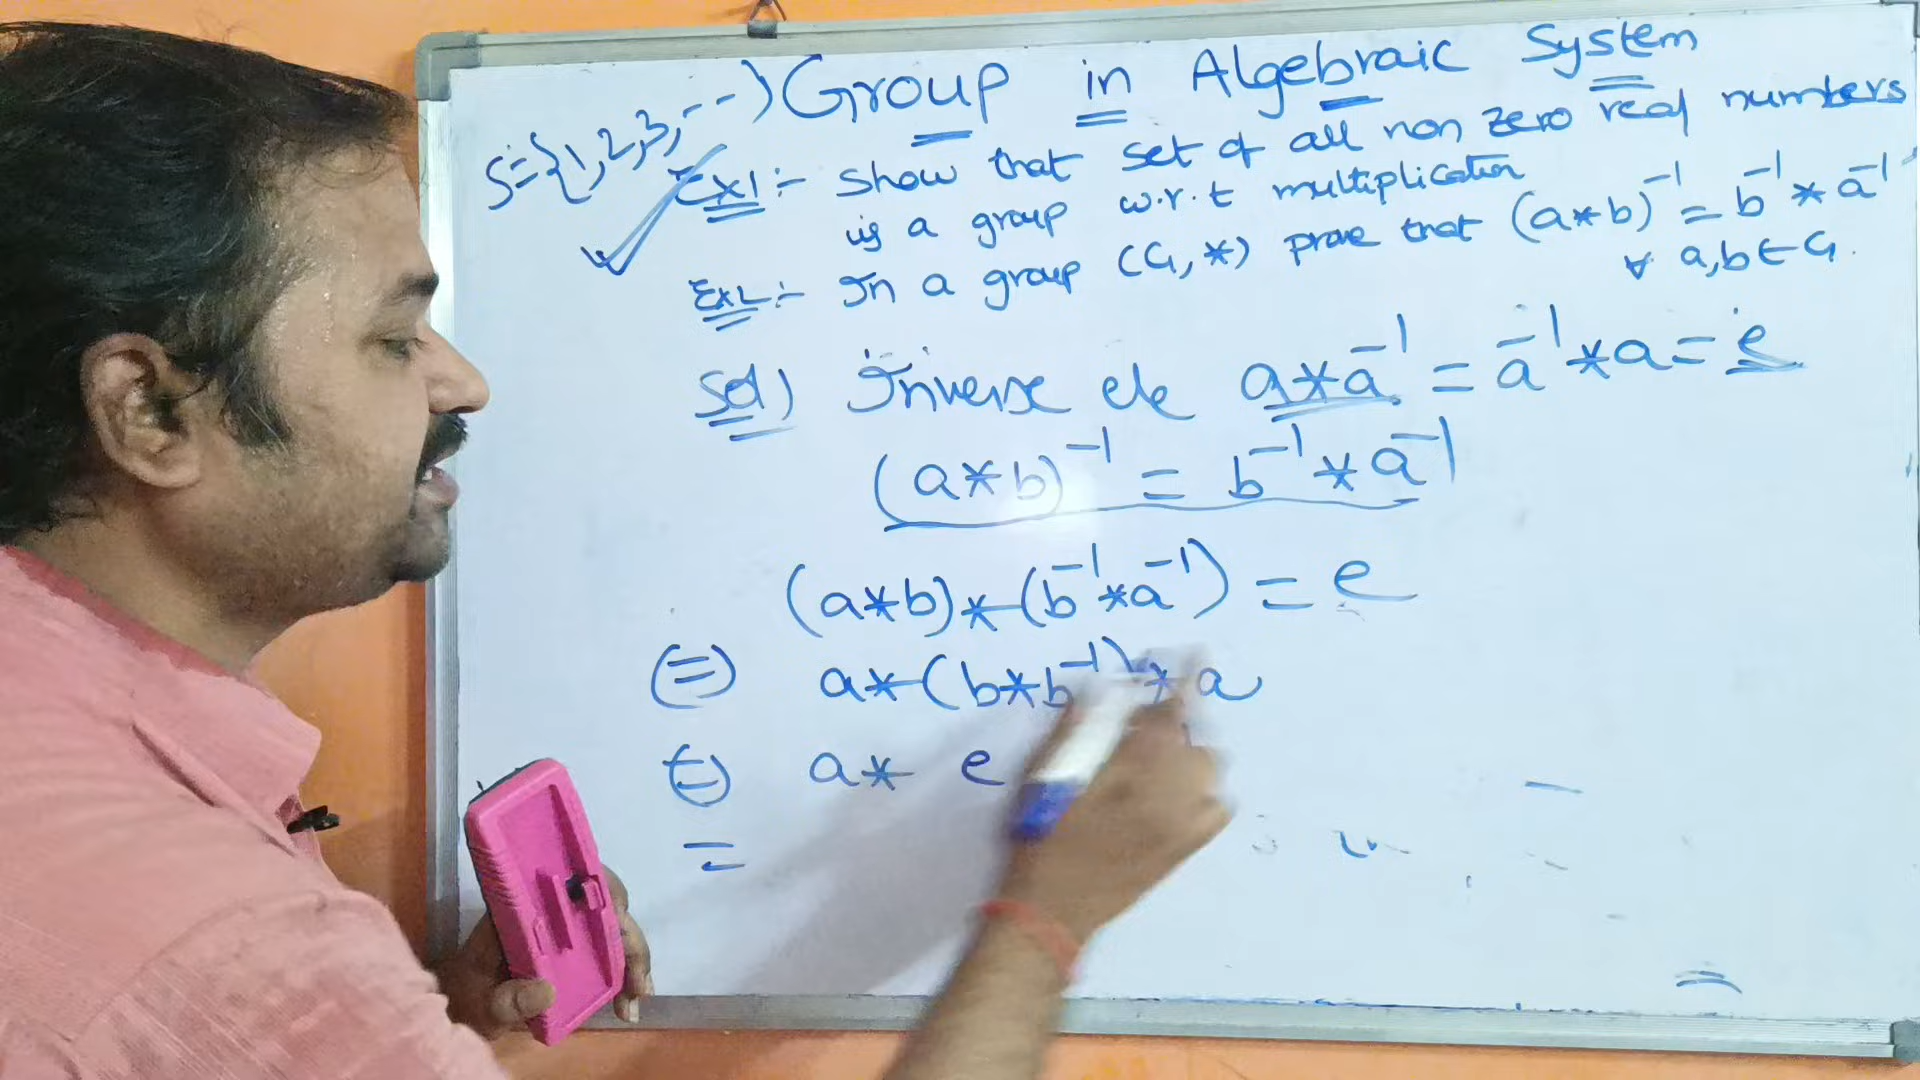 Group in Algebraic System
S={1,2,3,--)
Ex1:- Show that set of all non zero real numbers
is a group w.r.t multiplication
Ex2:- In a group (G,*) prove that (a*b)⁻¹ = b⁻¹*a⁻¹
∀ a,b∈G.
Sol) Inverse ele a*a⁻¹ = a⁻¹*a = e
(a*b)⁻¹ = b⁻¹*a⁻¹
(a*b)*(b⁻¹*a⁻¹) = e
(=) a*(b*b⁻¹)*a
(=) a* e
=